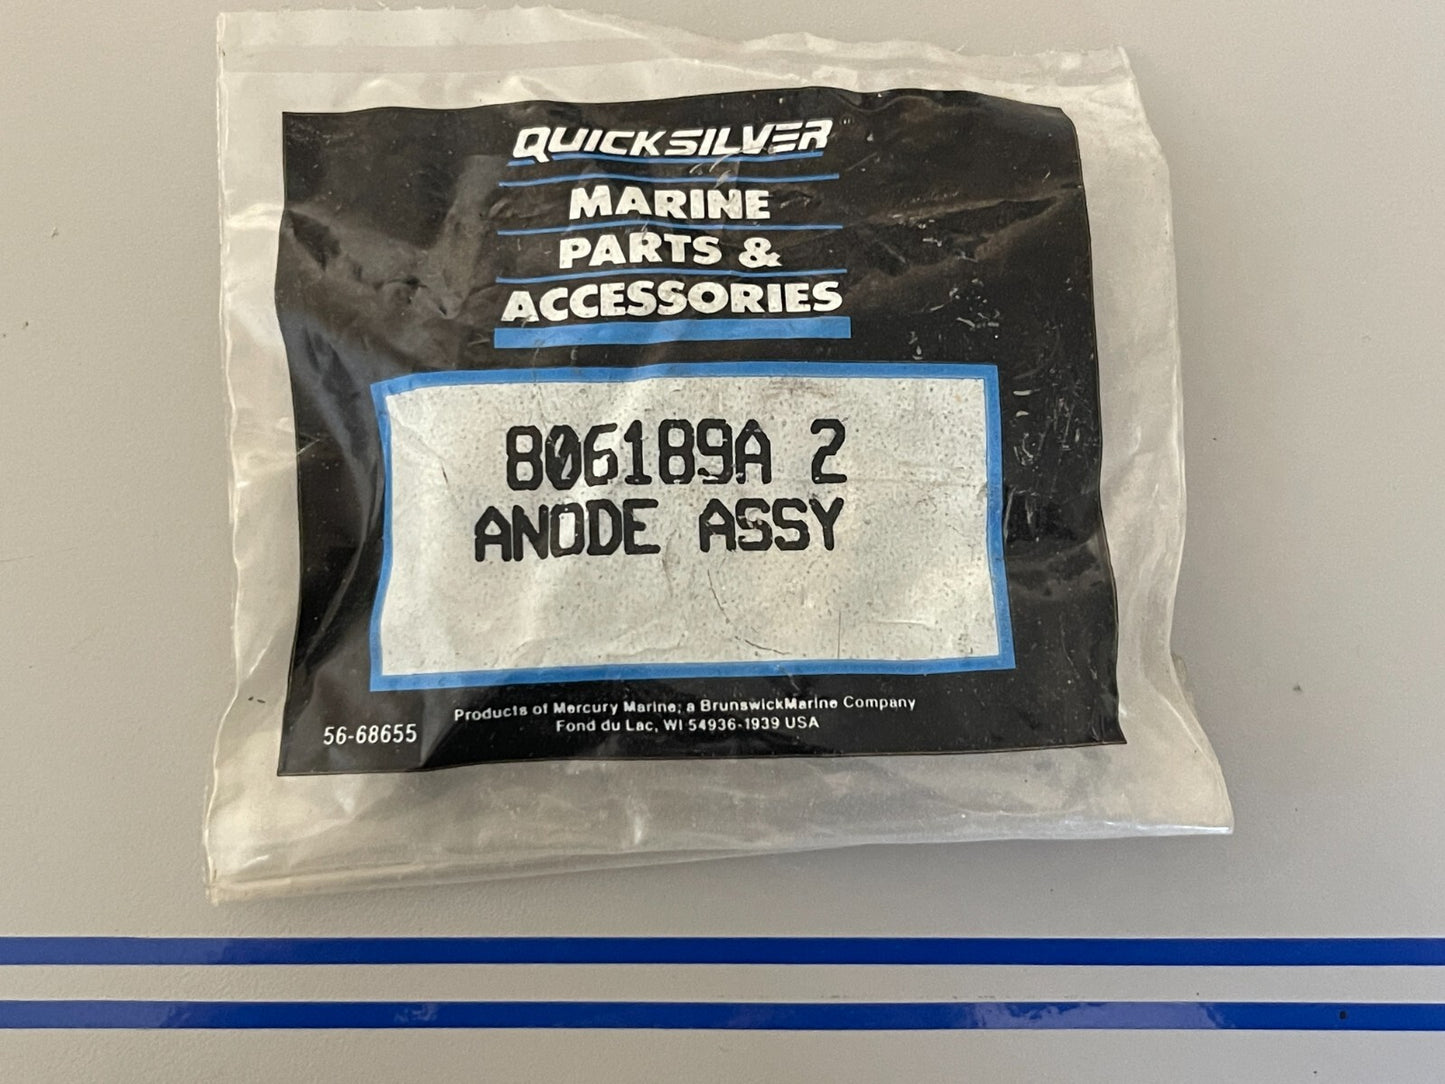 QUICKSILVER
MARINE
PARTS &
ACCESSORIES
806189A 2
ANODE ASSY
Products of Mercury Marine; a BrunswickMarine Company
Fond du Lac, WI 54936-1939 USA
56-68655